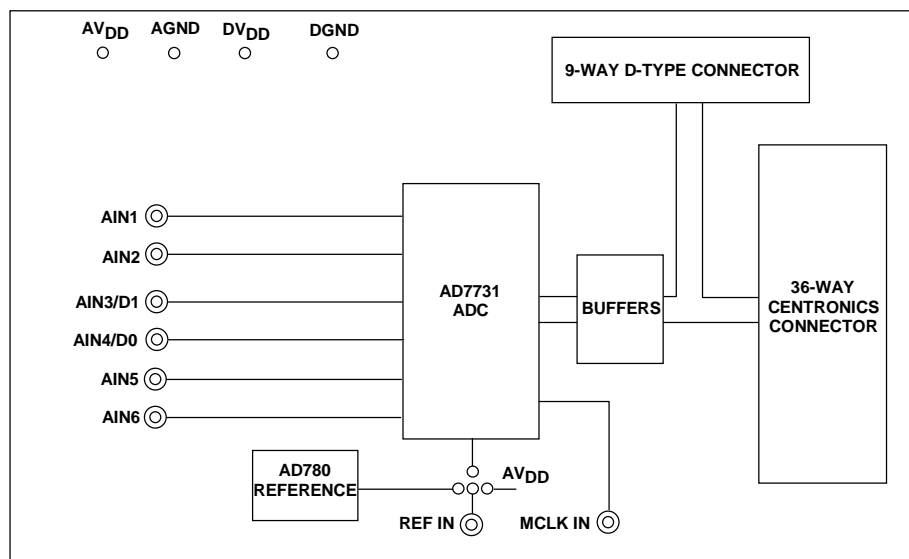 AVDD AGND DVDD DGND
9-WAY D-TYPE CONNECTOR
AIN1
AIN2
AIN3/D1
AIN4/D0
AIN5
AIN6
AD7731
ADC
BUFFERS
36-WAY
CENTRONICS
CONNECTOR
AD780
REFERENCE
AVDD
REF IN
MCLK IN